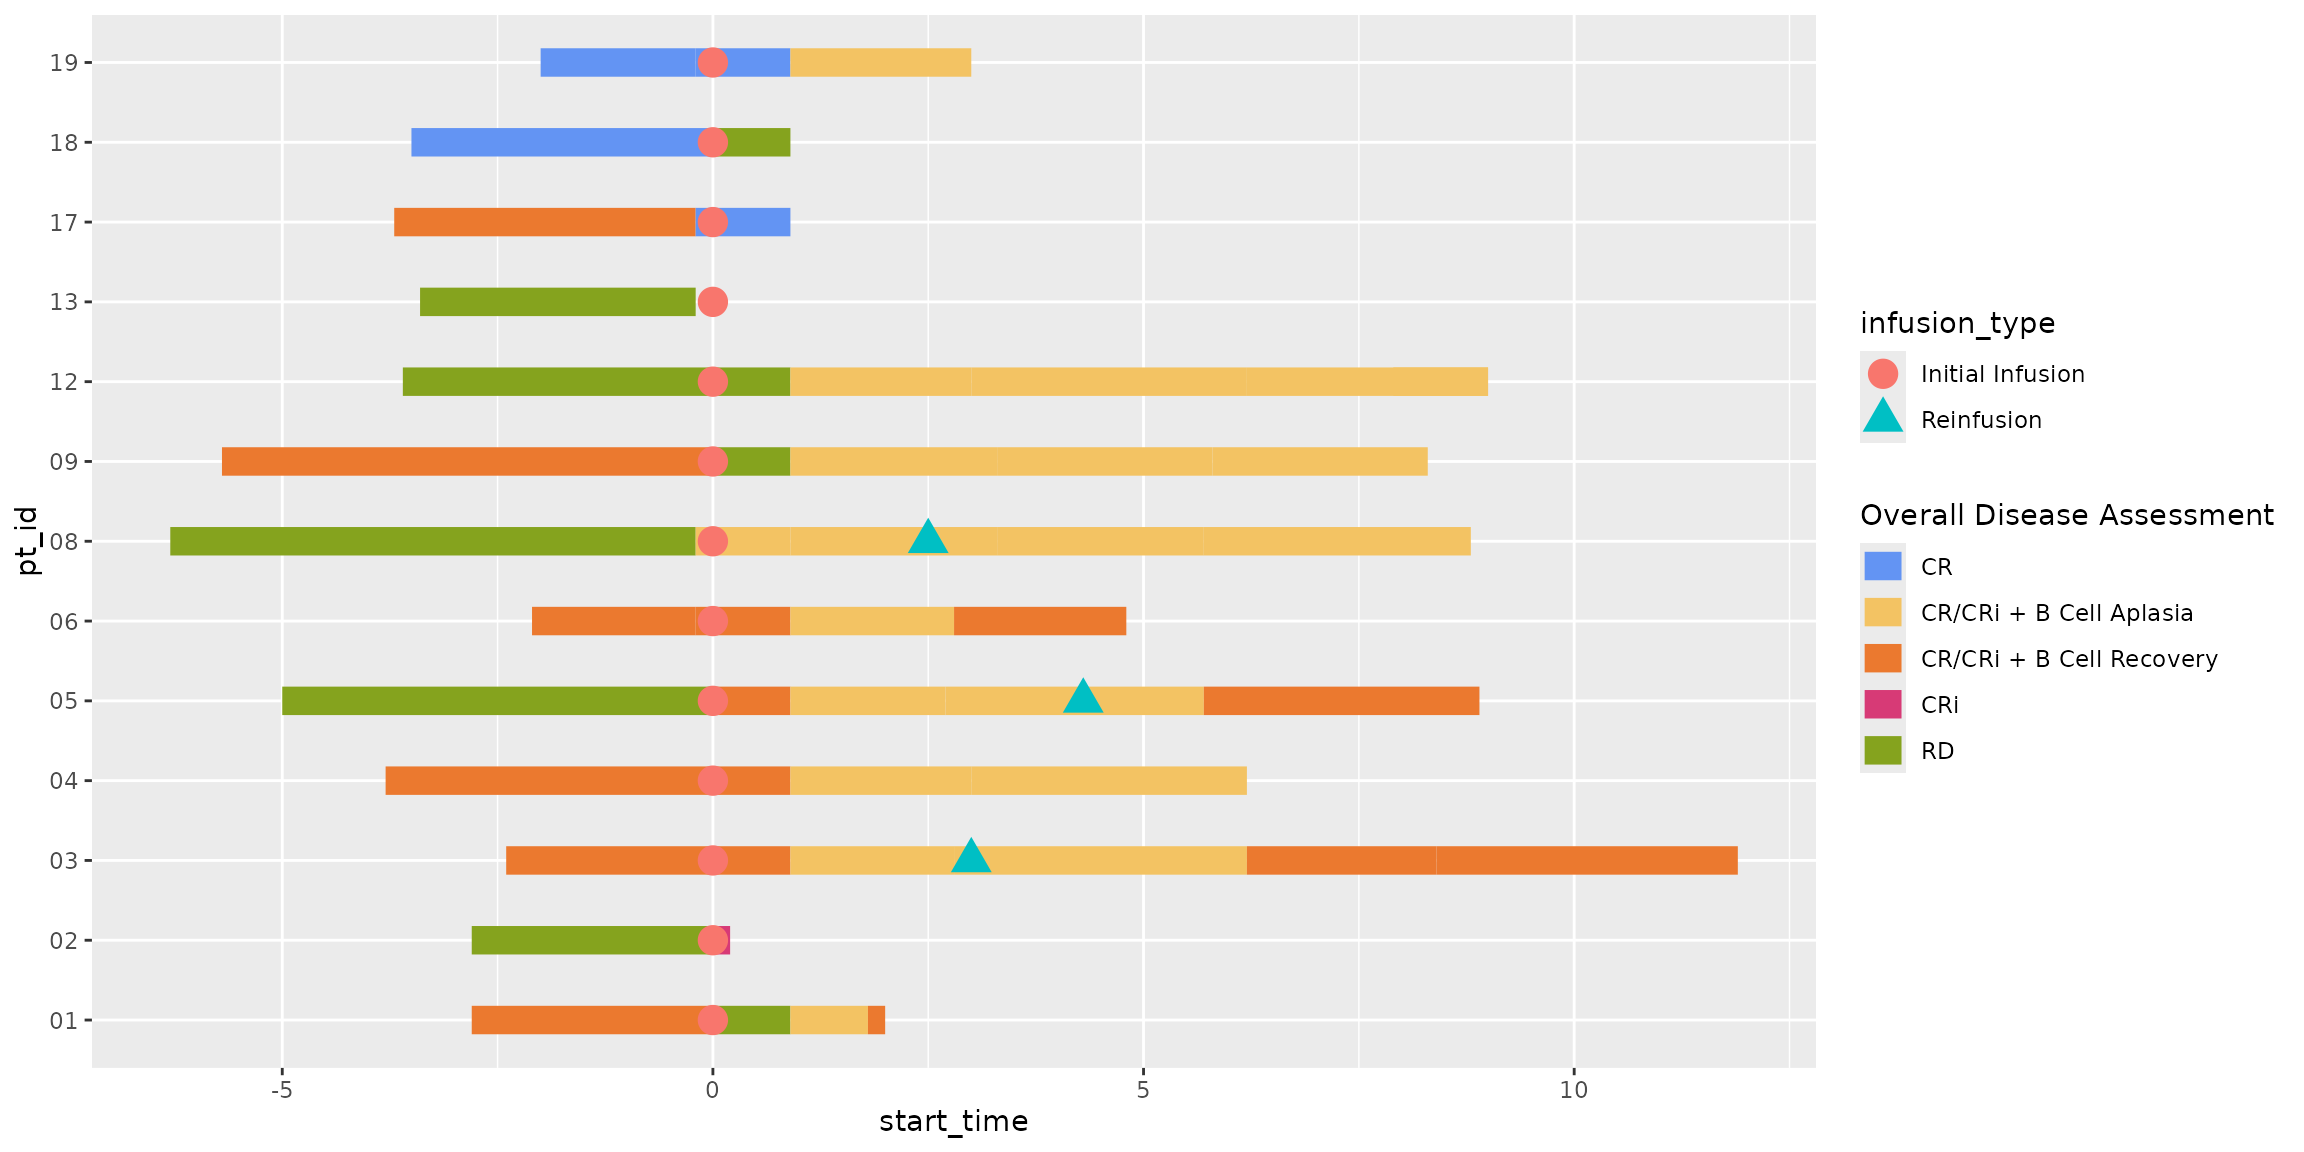 19
18
17
13
12
09
08
06
05
04
03
02
01
pt_id
-5 0 5 10
start_time
infusion_type
Initial Infusion
Reinfusion
Overall Disease Assessment
CR
CR/CRi + B Cell Aplasia
CR/CRi + B Cell Recovery
CRi
RD